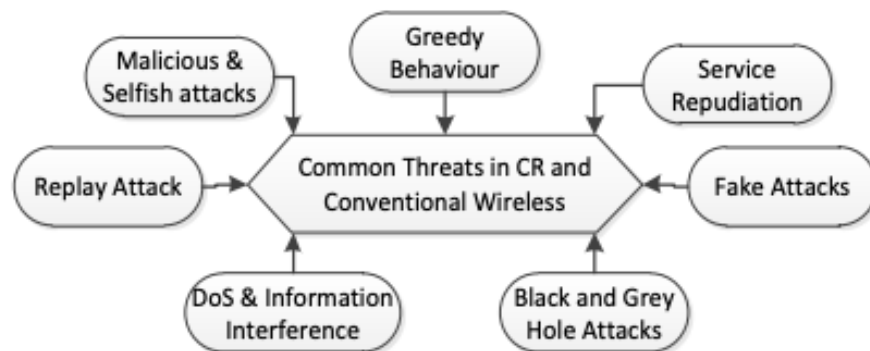 Greedy
Behaviour
Malicious &
Selfish attacks
Service
Repudiation
Common Threats in CR and
Conventional Wireless
Replay Attack
Fake Attacks
DoS & Information
Interference
Black and Grey
Hole Attacks